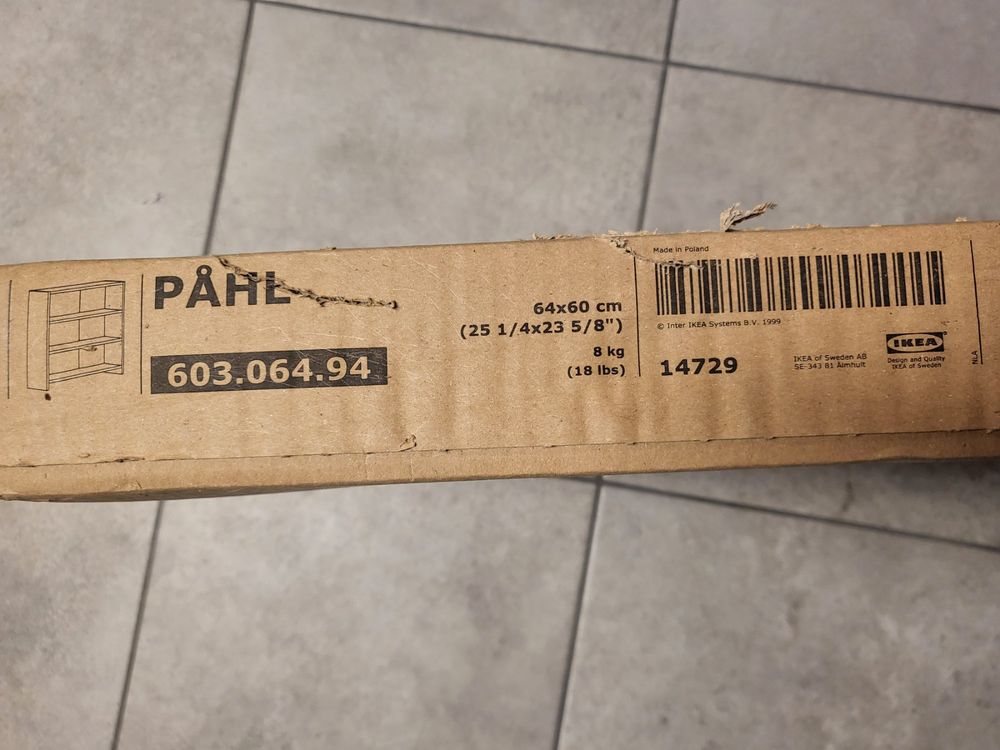 PÅHL
603.064.94
64x60 cm
(25 1/4x23 5/8")
8 kg
(18 lbs)
Made in Poland
© Inter IKEA Systems B.V. 1999
14729
IKEA of Sweden AB
SE-343 81 Älmhult
IKEA
Design and Quality
IKEA of Sweden
NLA